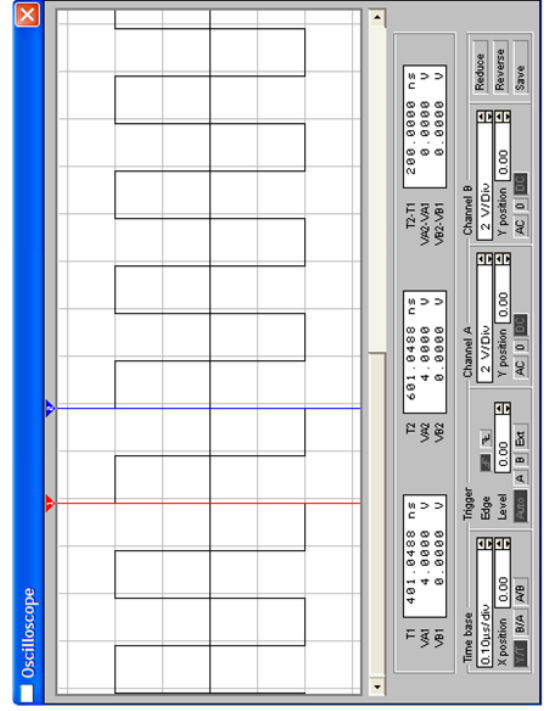 Oscilloscope
1
2
T1 401.0488 ns
VA1 4.0000 V
VB1 0.0000 V
T2 601.0488 ns
VA2 4.0000 V
VB2 0.0000 V
T2-T1 200.0000 ns
VA2-VA1 0.0000 V
VB2-VB1 0.0000 V
Time base
0.10µs/div
X position 0.00
Y/T B/A A/B
Trigger
Edge
Level 0.00
Auto A B Ext
Channel A
2 V/Div
Y position 0.00
AC 0 DC
Channel B
2 V/Div
Y position 0.00
AC 0 DC
Reduce
Reverse
Save